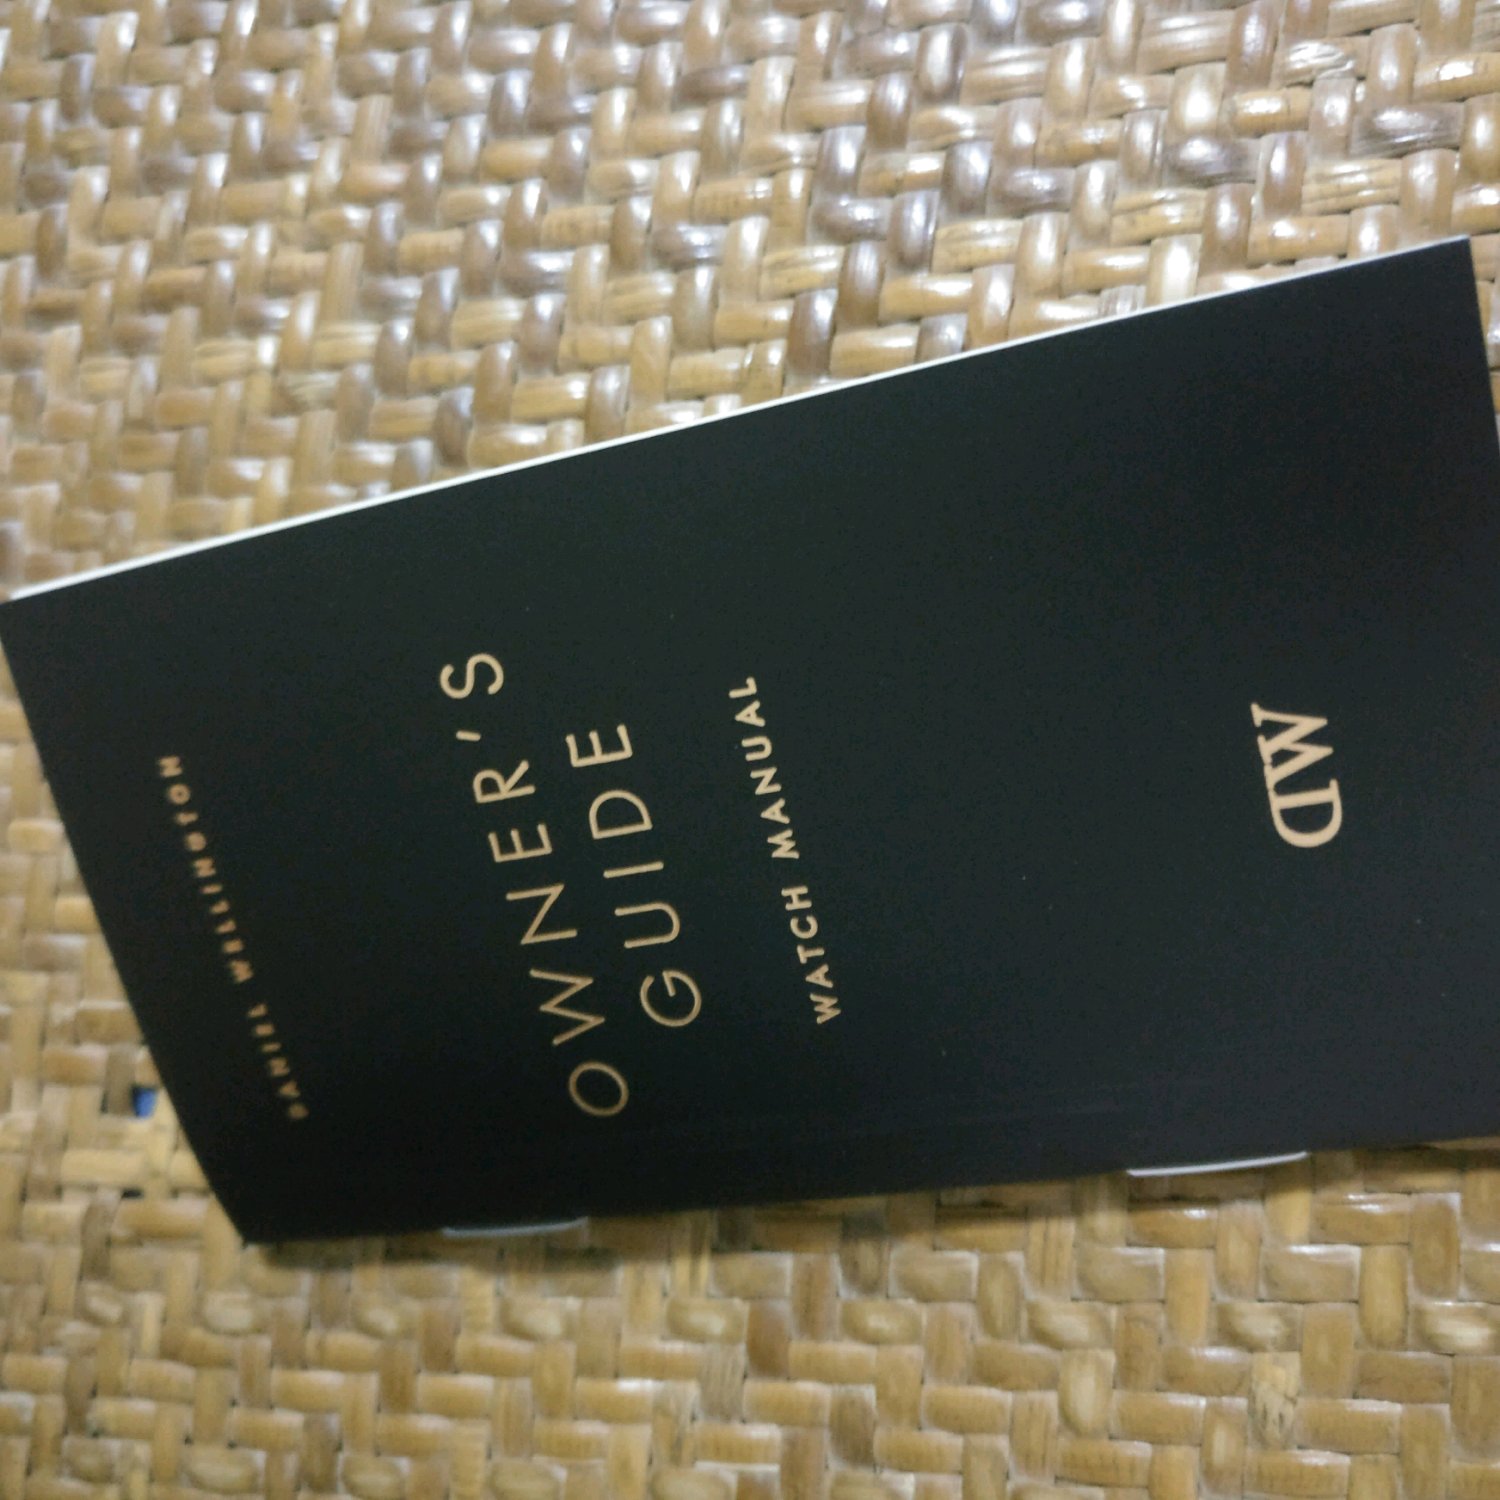 DANIEL WELLINGTON
OWNER'S
GUIDE
WATCH MANUAL
DW